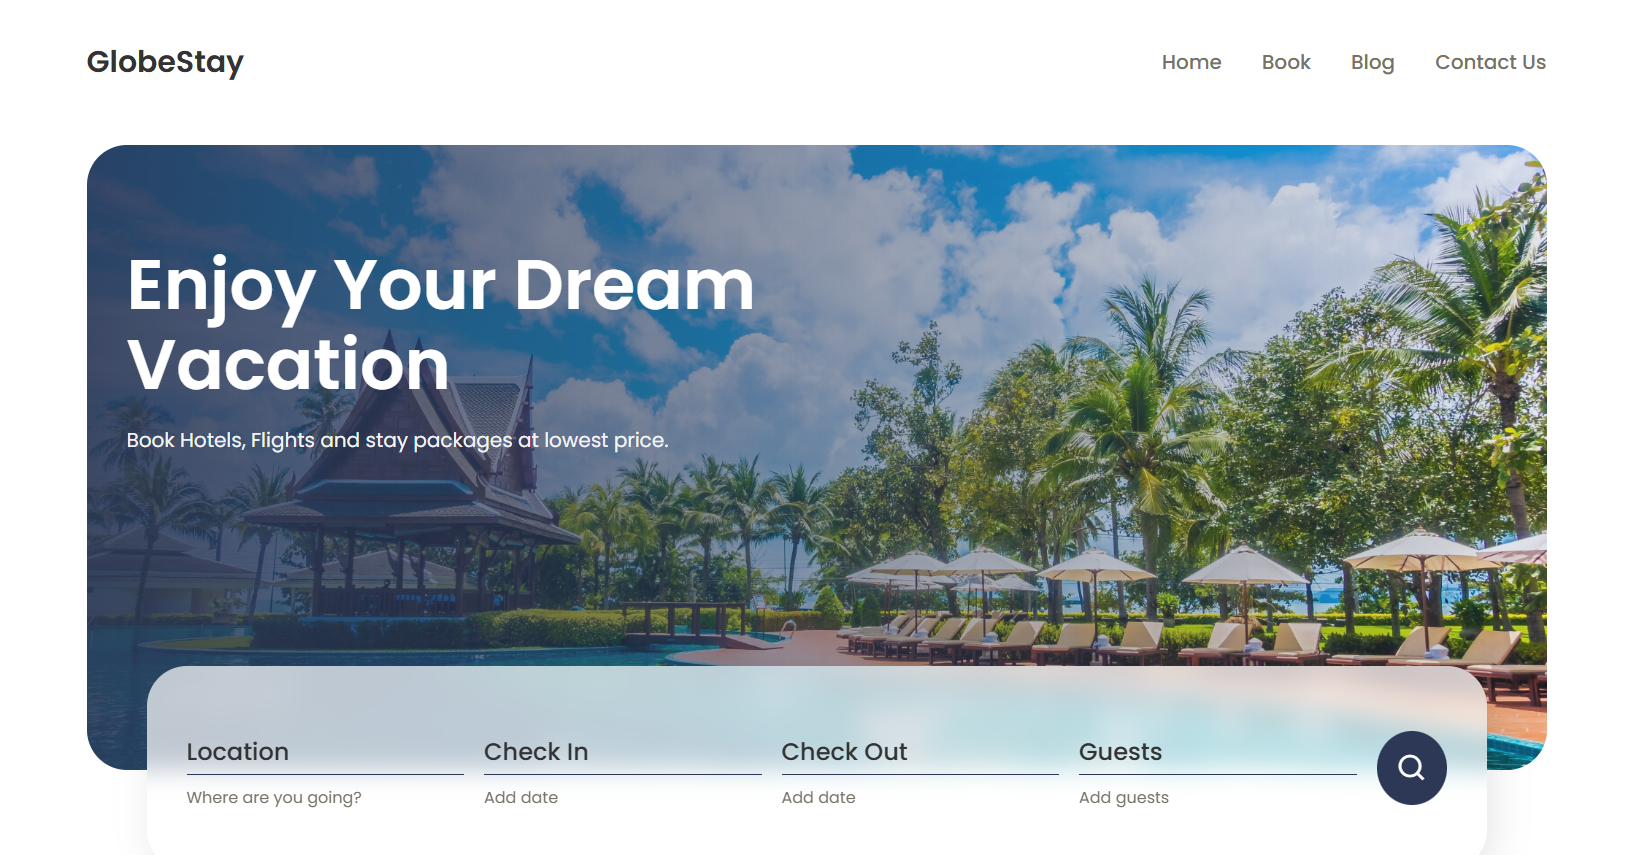 GlobeStay
Home Book Blog Contact Us
Enjoy Your Dream
Vacation
Book Hotels, Flights and stay packages at lowest price.
Location Check In Check Out Guests
Where are you going? Add date Add date Add guests